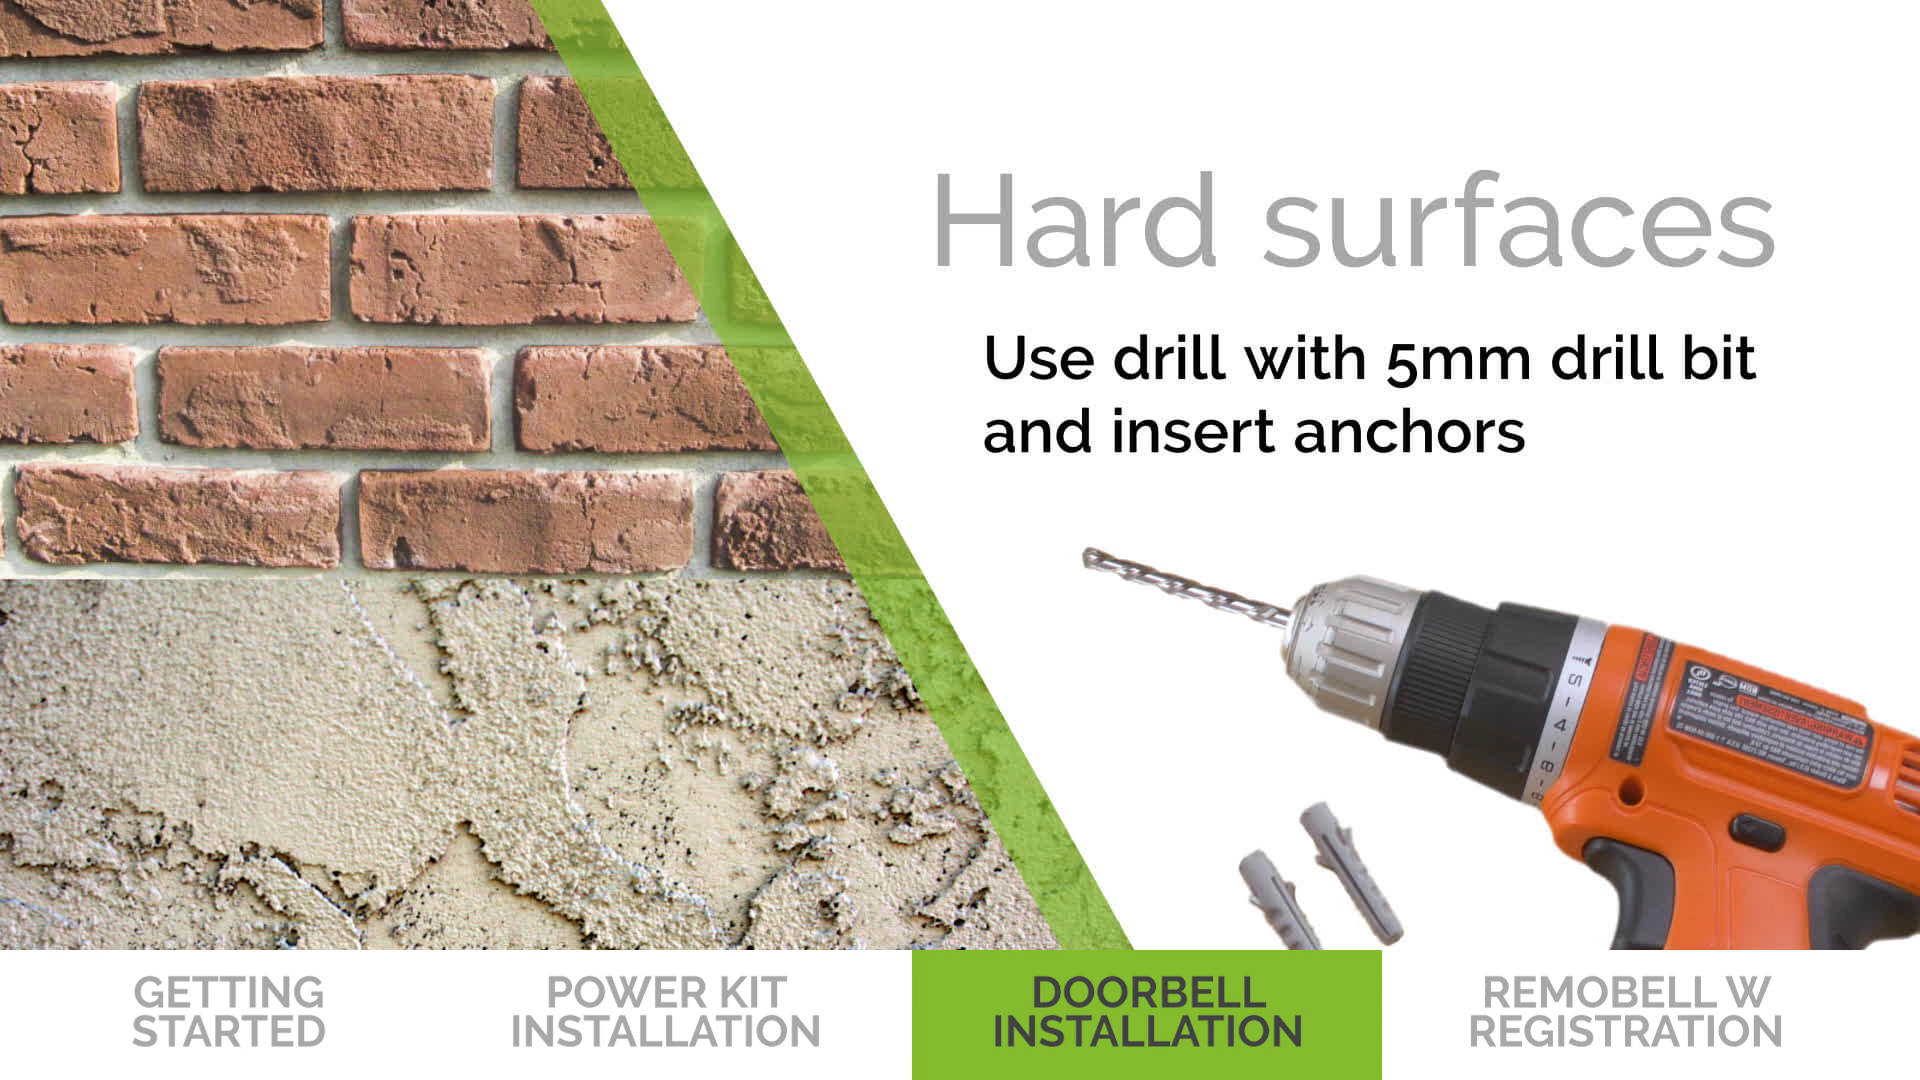 Hard surfaces
Use drill with 5mm drill bit
and insert anchors
GETTING
STARTED
POWER KIT
INSTALLATION
DOORBELL
INSTALLATION
REMOBELL W
REGISTRATION